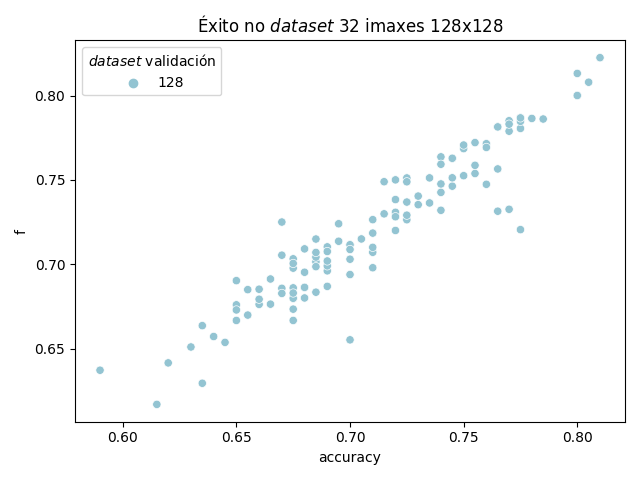 Éxito no dataset 32 imaxes 128x128
dataset validación
128
0.80
0.75
0.70
0.65
f
0.60 0.65 0.70 0.75 0.80
accuracy